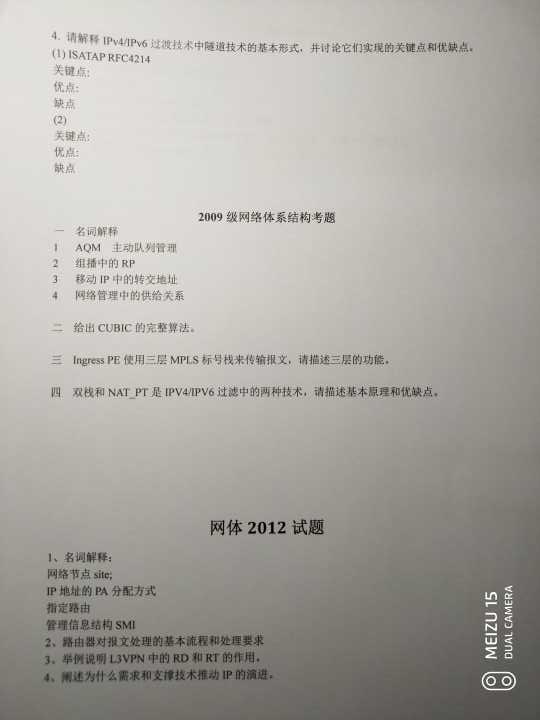 4. 请解释 IPv4/IPv6 过渡技术中隧道技术的基本形式，并讨论它们实现的关键点和优缺点。
(1) ISATAP RFC4214
关键点:
优点:
缺点
(2)
关键点:
优点:
缺点
2009 级网络体系结构考题
一 名词解释
1 AQM 主动队列管理
2 组播中的 RP
3 移动 IP 中的转交地址
4 网络管理中的供给关系
二 给出 CUBIC 的完整算法。
三 Ingress PE 使用三层 MPLS 标号栈来传输报文，请描述三层的功能。
四 双栈和 NAT_PT 是 IPV4/IPV6 过滤中的两种技术，请描述基本原理和优缺点。
网体 2012 试题
1、名词解释：
网络节点 site;
IP 地址的 PA 分配方式
指定路由
管理信息结构 SMI
2、路由器对报文处理的基本流程和处理要求
3、举例说明 L3VPN 中的 RD 和 RT 的作用。
4、阐述为什么需求和支撑技术推动 IP 的演进。
MEIZU 15
DUAL CAMERA